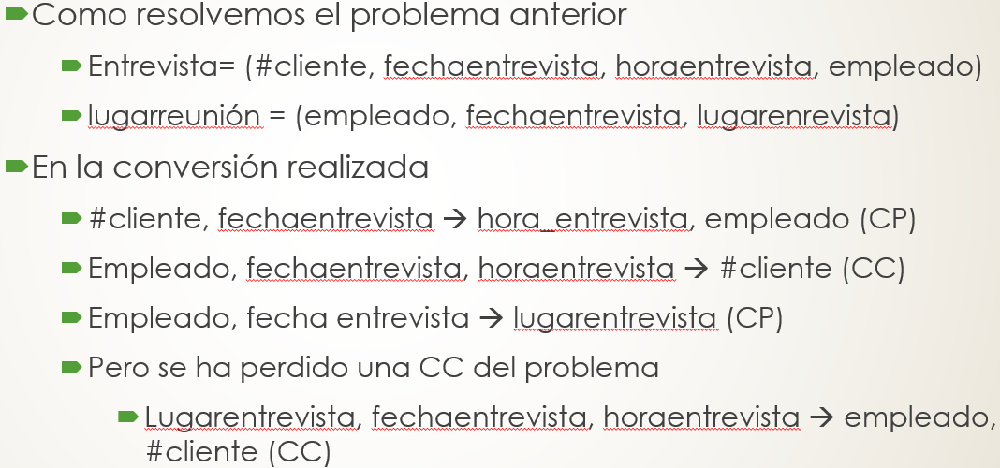 Como resolvemos el problema anterior
Entrevista= (#cliente, fechaentrevista, horaentrevista, empleado)
lugarreunión = (empleado, fechaentrevista, lugarenrevista)
En la conversión realizada
#cliente, fechaentrevista → hora_entrevista, empleado (CP)
Empleado, fechaentrevista, horaentrevista → #cliente (CC)
Empleado, fecha entrevista → lugarentrevista (CP)
Pero se ha perdido una CC del problema
Lugarentrevista, fechaentrevista, horaentrevista → empleado,
#cliente (CC)